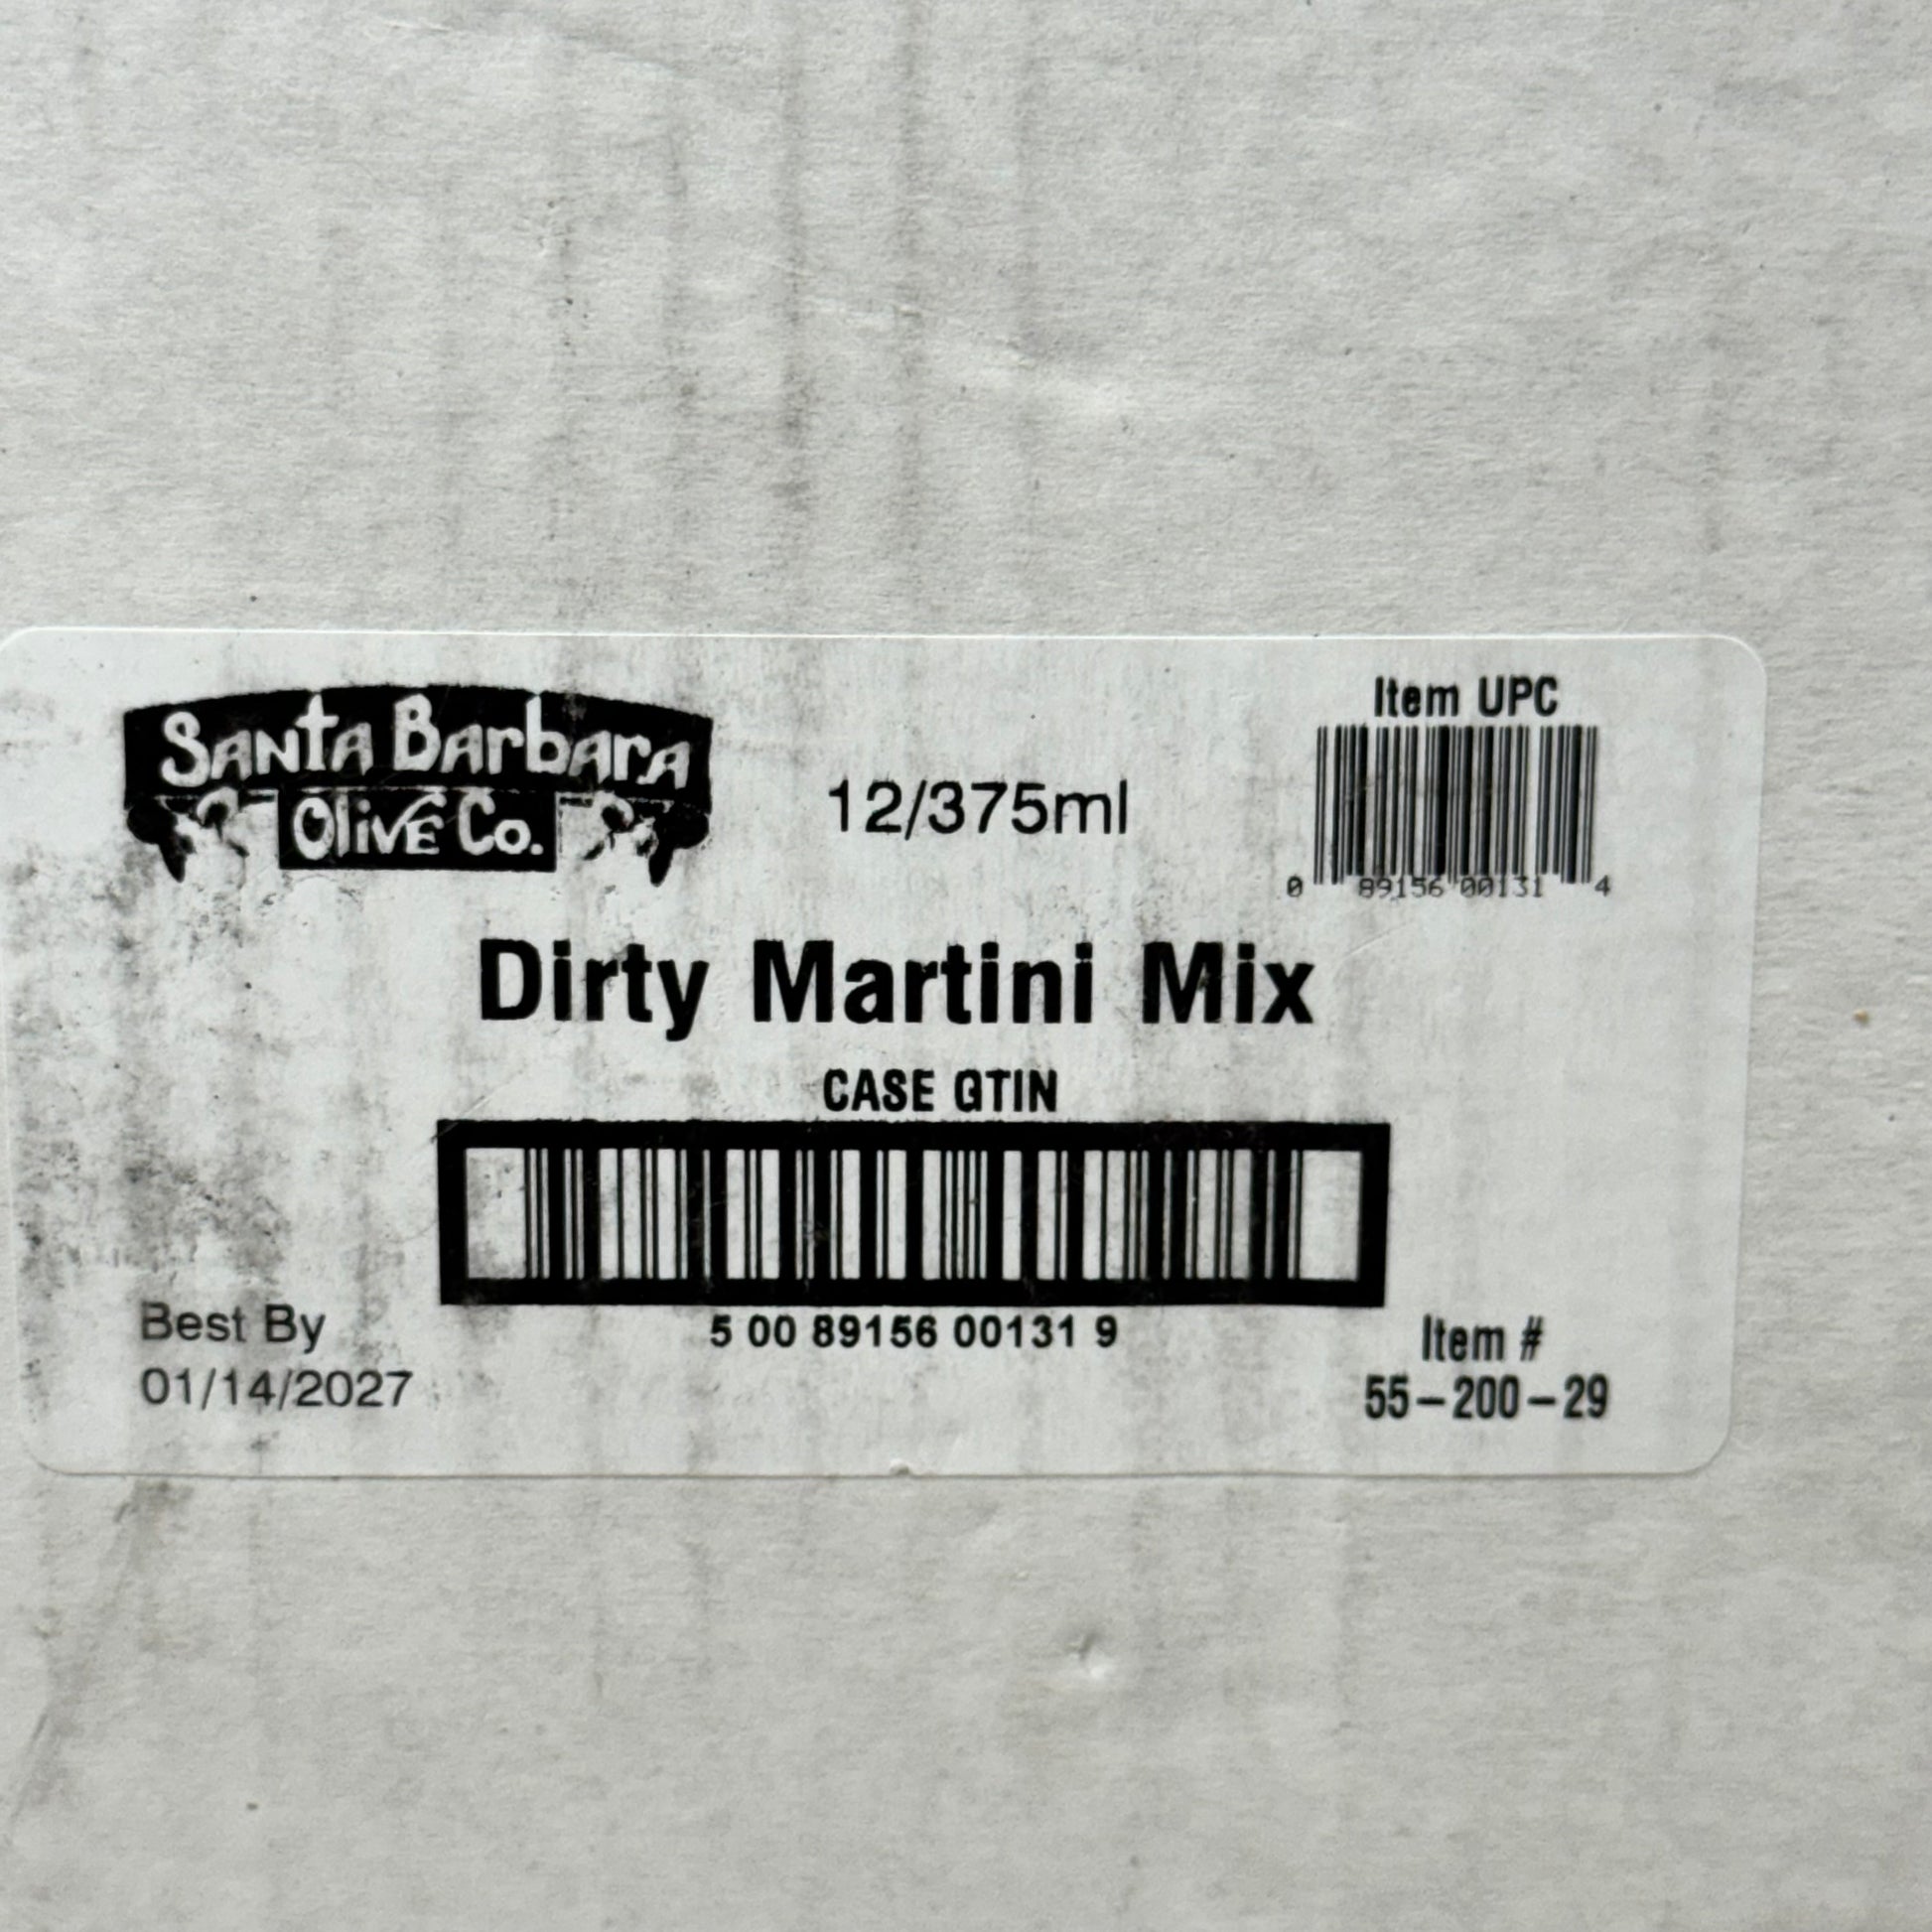 Santa Barbara
Olive Co.
12/375ml
Item UPC
0 89156 00131 4
Dirty Martini Mix
CASE GTIN
5 00 89156 00131 9
Best By
01/14/2027
Item #
55-200-29